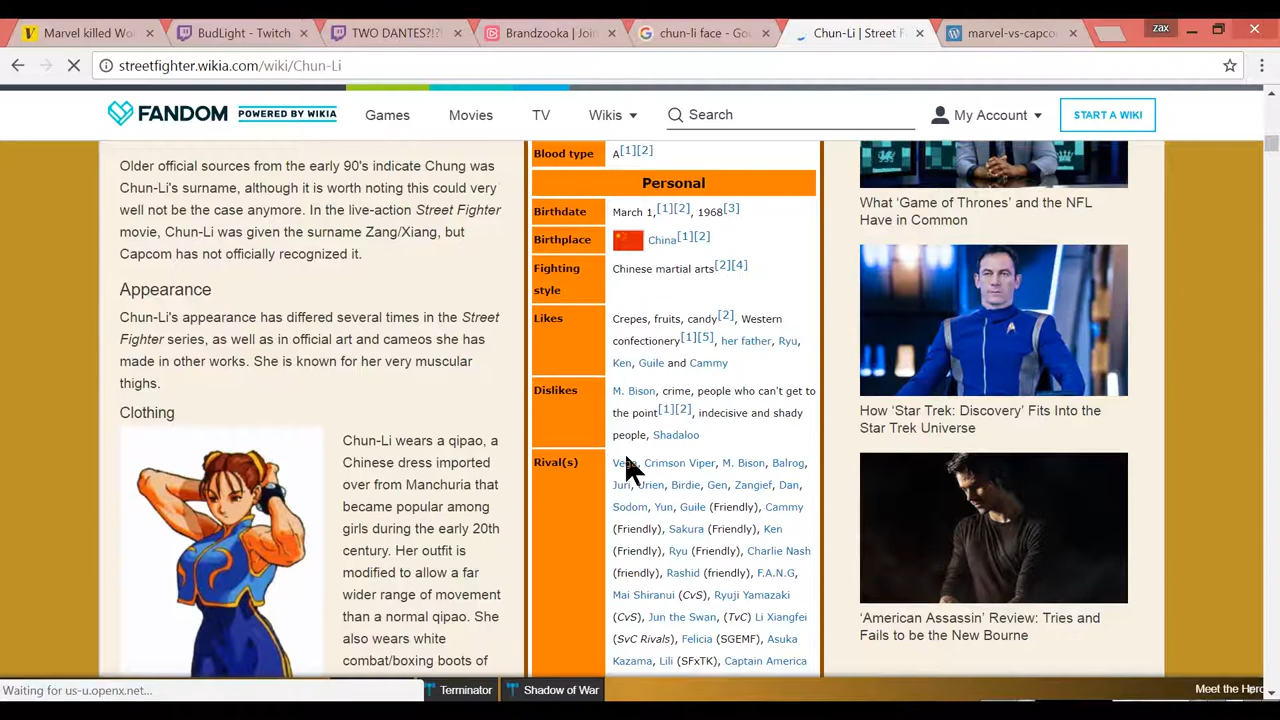 Marvel killed Wo
BudLight - Twitch
TWO DANTES?!?!
Brandzooka | Join
chun-li face - Go
Chun-Li | Street F
marvel-vs-capco
zax
streetfighter.wikia.com/wiki/Chun-Li
FANDOM POWERED BY WIKIA
Games
Movies
TV
Wikis
Search
My Account
START A WIKI
Older official sources from the early 90's indicate Chung was
Chun-Li's surname, although it is worth noting this could very
well not be the case anymore. In the live-action Street Fighter
movie, Chun-Li was given the surname Zang/Xiang, but
Capcom has not officially recognized it.
Appearance
Chun-Li's appearance has differed several times in the Street
Fighter series, as well as in official art and cameos she has
made in other works. She is known for her very muscular
thighs.
Clothing
Chun-Li wears a qipao, a
Chinese dress imported
over from Manchuria that
became popular among
girls during the early 20th
century. Her outfit is
modified to allow a far
wider range of movement
than a normal qipao. She
also wears white
combat/boxing boots of
Blood type
A[1][2]
Personal
Birthdate
March 1,[1][2], 1968[3]
Birthplace
China[1][2]
Fighting
style
Chinese martial arts[2][4]
Likes
Crepes, fruits, candy[2], Western
confectionery[1][5], her father, Ryu,
Ken, Guile and Cammy
Dislikes
M. Bison, crime, people who can't get to
the point[1][2], indecisive and shady
people, Shadaloo
Rival(s)
Crimson Viper, M. Bison, Balrog,
Juri, Urien, Birdie, Gen, Zangief, Dan,
Sodom, Yun, Guile (Friendly), Cammy
(Friendly), Sakura (Friendly), Ken
(Friendly), Ryu (Friendly), Charlie Nash
(friendly), Rashid (friendly), F.A.N.G,
Mai Shiranui (CvS), Ryuji Yamazaki
(CvS), Jun the Swan, (TvC) Li Xiangfei
(SvC Rivals), Felicia (SGEMF), Asuka
Kazama, Lili (SFxTK), Captain America
What 'Game of Thrones' and the NFL
Have in Common
How 'Star Trek: Discovery' Fits Into the
Star Trek Universe
'American Assassin' Review: Tries and
Fails to be the New Bourne
Waiting for us-u.openx.net...
Terminator
Shadow of War
Meet the Hero